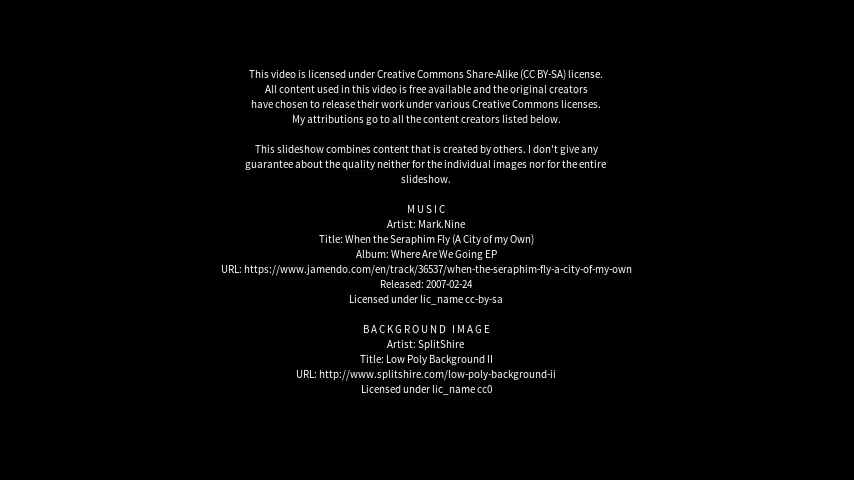 This video is licensed under Creative Commons Share-Alike (CC BY-SA) license.
All content used in this video is free available and the original creators
have chosen to release their work under various Creative Commons licenses.
My attributions go to all the content creators listed below.
This slideshow combines content that is created by others. I don't give any
guarantee about the quality neither for the individual images nor for the entire
slideshow.
MUSIC
Artist: Mark.Nine
Title: When the Seraphim Fly (A City of my Own)
Album: Where Are We Going EP
URL: https://www.jamendo.com/en/track/36537/when-the-seraphim-fly-a-city-of-my-own
Released: 2007-02-24
Licensed under lic_name cc-by-sa
BACKGROUND IMAGE
Artist: SplitShire
Title: Low Poly Background II
URL: http://www.splitshire.com/low-poly-background-ii
Licensed under lic_name cc0